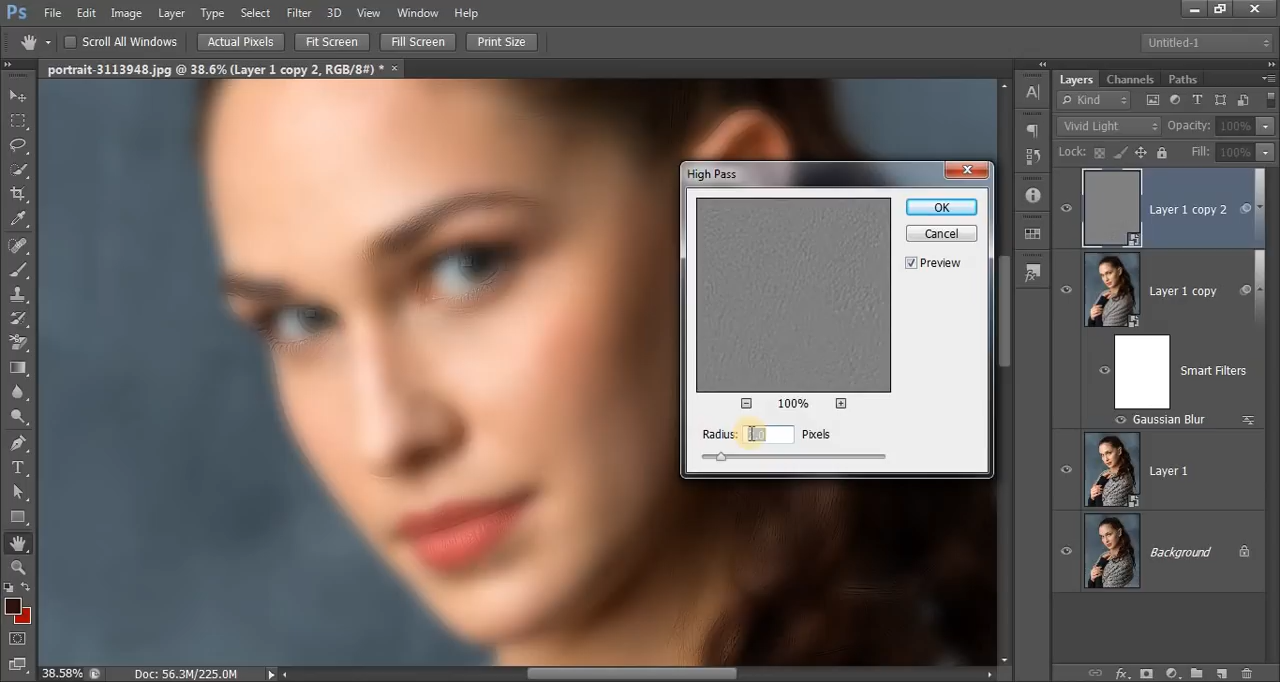 Ps File Edit Image Layer Type Select Filter 3D View Window Help
Scroll All Windows Actual Pixels Fit Screen Fill Screen Print Size Untitled-1
portrait-3113948.jpg @ 38.6% (Layer 1 copy 2, RGB/8#) * ×
Layers Channels Paths
Kind
Vivid Light Opacity: 100%
Lock: Fill: 100%
High Pass
OK
Cancel
Preview
100%
Radius: Pixels
Layer 1 copy 2
Layer 1 copy
Smart Filters
Gaussian Blur
Layer 1
Background
38.58% Doc: 56.3M/225.0M